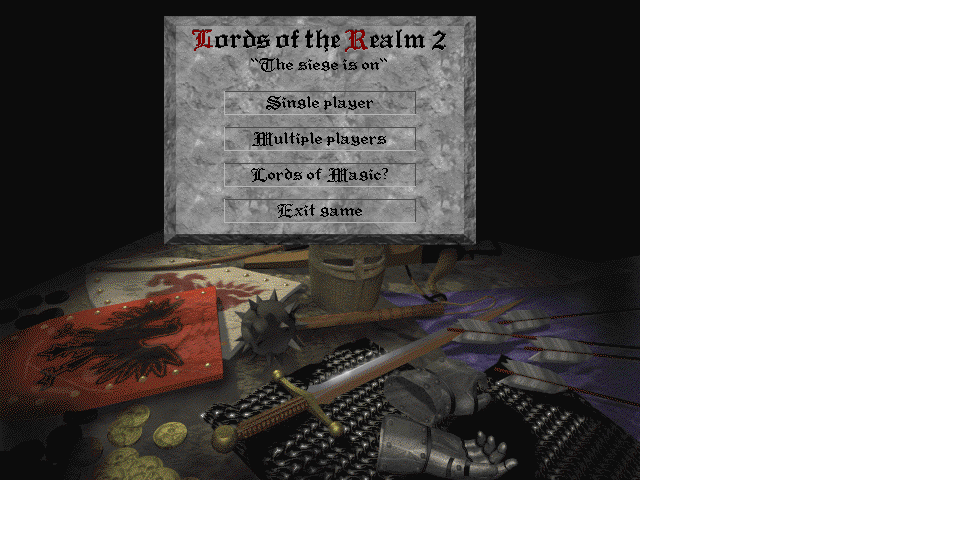 Lords of the Realm 2
"The siege is on"
Single player
Multiple players
Lords of Magic?
Exit game